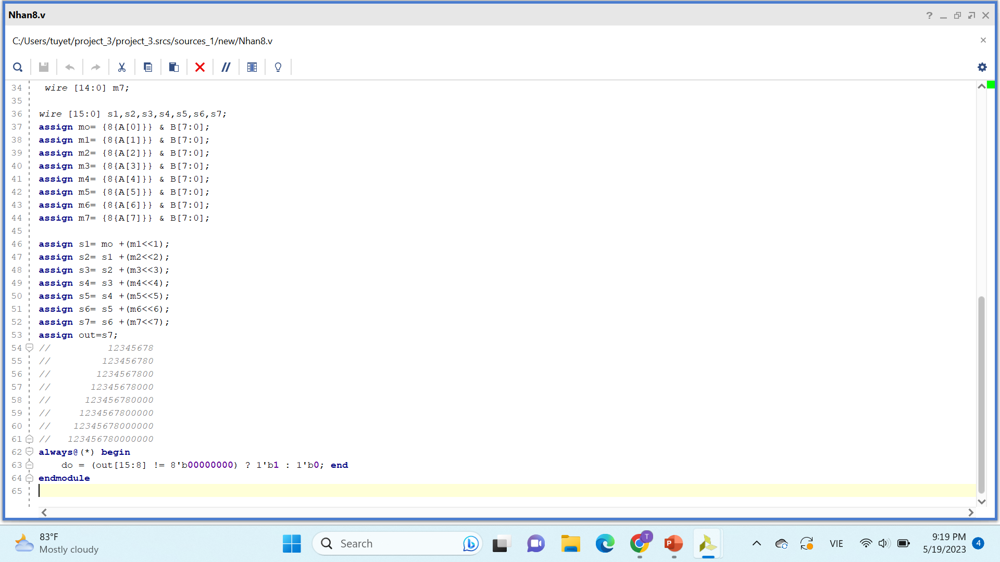 Nhan8.v
C:/Users/tuyet/project_3/project_3.srcs/sources_1/new/Nhan8.v
34 wire [14:0] m7;
35
36 wire [15:0] s1,s2,s3,s4,s5,s6,s7;
37 assign mo= {8{A[0]}} & B[7:0];
38 assign m1= {8{A[1]}} & B[7:0];
39 assign m2= {8{A[2]}} & B[7:0];
40 assign m3= {8{A[3]}} & B[7:0];
41 assign m4= {8{A[4]}} & B[7:0];
42 assign m5= {8{A[5]}} & B[7:0];
43 assign m6= {8{A[6]}} & B[7:0];
44 assign m7= {8{A[7]}} & B[7:0];
45
46 assign s1= mo +(m1<<1);
47 assign s2= s1 +(m2<<2);
48 assign s3= s2 +(m3<<3);
49 assign s4= s3 +(m4<<4);
50 assign s5= s4 +(m5<<5);
51 assign s6= s5 +(m6<<6);
52 assign s7= s6 +(m7<<7);
53 assign out=s7;
54 // 12345678
55 // 123456780
56 // 1234567800
57 // 12345678000
58 // 123456780000
59 // 1234567800000
60 // 12345678000000
61 // 123456780000000
62 always@(*) begin
63 do = (out[15:8] != 8'b00000000) ? 1'b1 : 1'b0; end
64 endmodule
65
83°F
Mostly cloudy
Search
T
P
VIE
9:19 PM
5/19/2023
4